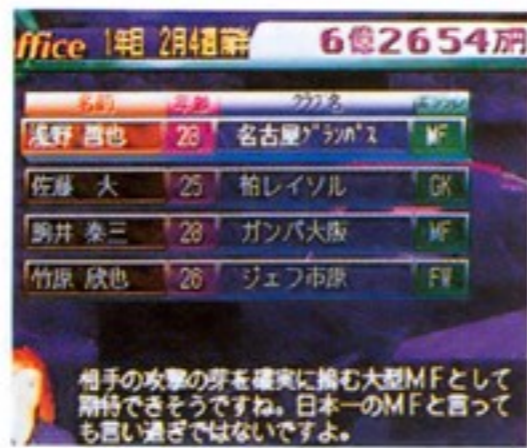 ffice 1年目 2月4週前半 6億2654万円
名前 年齢 クラブ名 ポジション
浅野 哲也 28 名古屋グランパス MF
佐藤 大 25 柏レイソル GK
駒井 泰三 28 ガンバ大阪 MF
竹原 欣也 26 ジェフ市原 FW
相手の攻撃の芽を確実に摘む大型MFとして
期待できそうですね。日本一のMFと言って
も言い過ぎではないですよ。